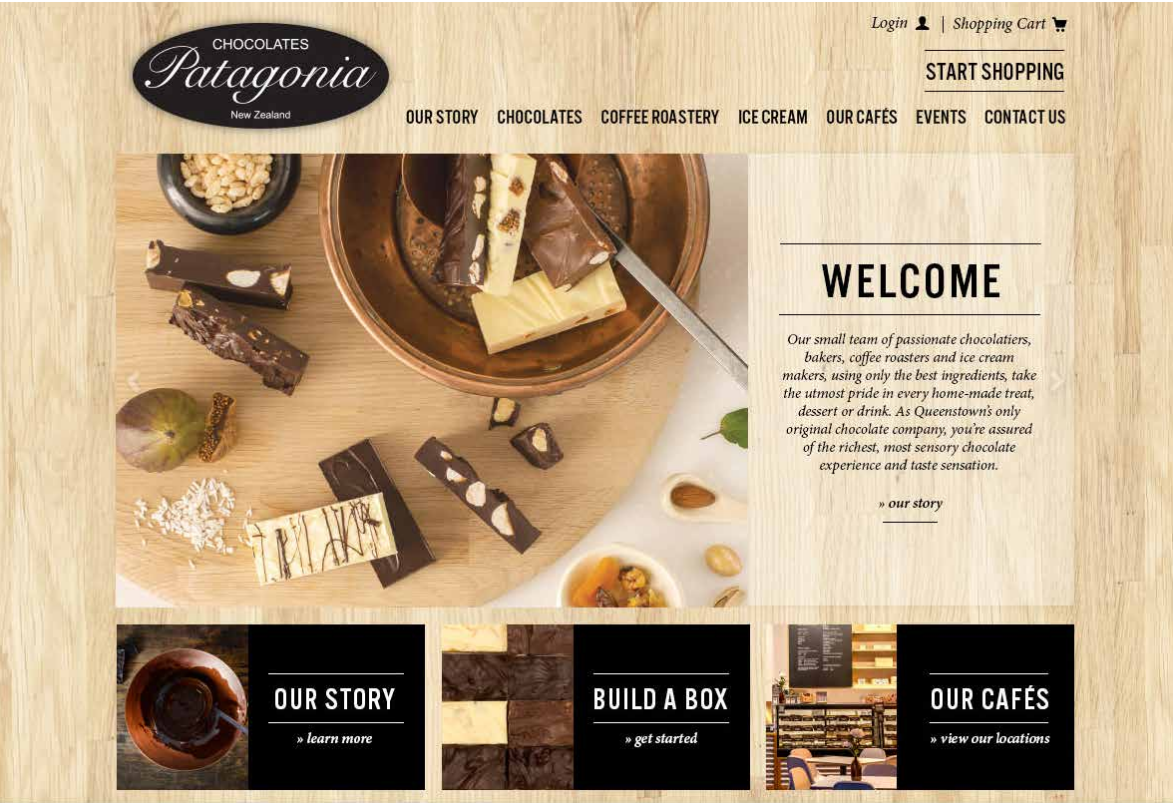 CHOCOLATES
Patagonia
New Zealand
Login | Shopping Cart
START SHOPPING
OUR STORY CHOCOLATES COFFEE ROASTERY ICE CREAM OUR CAFÉS EVENTS CONTACT US
WELCOME
Our small team of passionate chocolatiers,
bakers, coffee roasters and ice cream
makers, using only the best ingredients, take
the utmost pride in every home-made treat,
dessert or drink. As Queenstown's only
original chocolate company, you're assured
of the richest, most sensory chocolate
experience and taste sensation.
» our story
OUR STORY
» learn more
BUILD A BOX
» get started
OUR CAFÉS
» view our locations